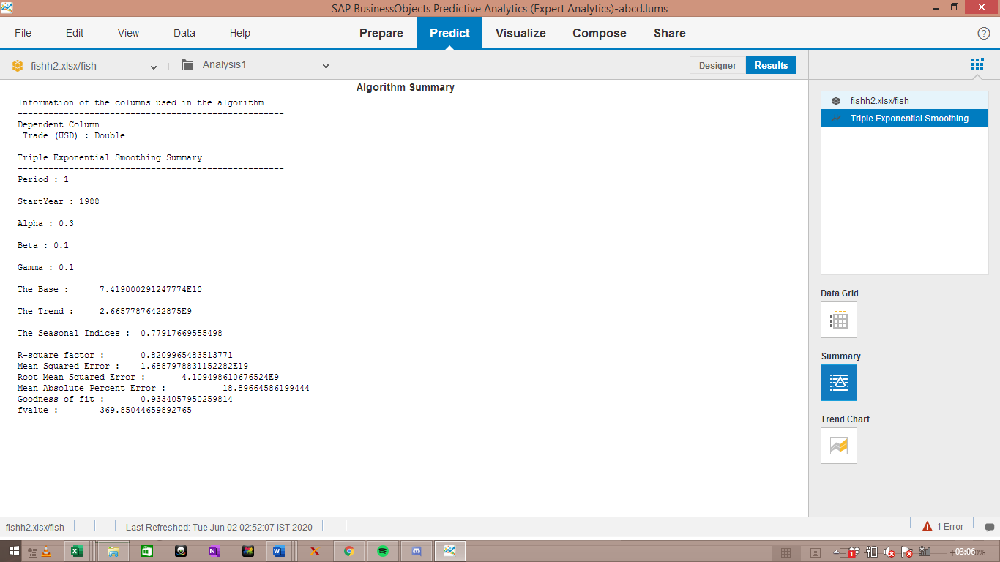 SAP BusinessObjects Predictive Analytics (Expert Analytics)-abcd.lums
File Edit View Data Help Prepare Predict Visualize Compose Share
fishh2.xlsx/fish Analysis1 Designer Results
Algorithm Summary
Information of the columns used in the algorithm
----------------------------------------------------
Dependent Column
Trade (USD) : Double
Triple Exponential Smoothing Summary
----------------------------------------------------
Period : 1
StartYear : 1988
Alpha : 0.3
Beta : 0.1
Gamma : 0.1
The Base : 7.419000291247774E10
The Trend : 2.66577876422875E9
The Seasonal Indices : 0.77917669555498
R-square factor : 0.8209965483513771
Mean Squared Error : 1.6887978831152282E19
Root Mean Squared Error : 4.109498610676524E9
Mean Absolute Percent Error : 18.89664586199444
Goodness of fit : 0.9334057950259814
fvalue : 369.85044659892765
fishh2.xlsx/fish
Triple Exponential Smoothing
Data Grid
Summary
Trend Chart
fishh2.xlsx/fish Last Refreshed: Tue Jun 02 02:52:07 IST 2020 - 1 Error
03:06